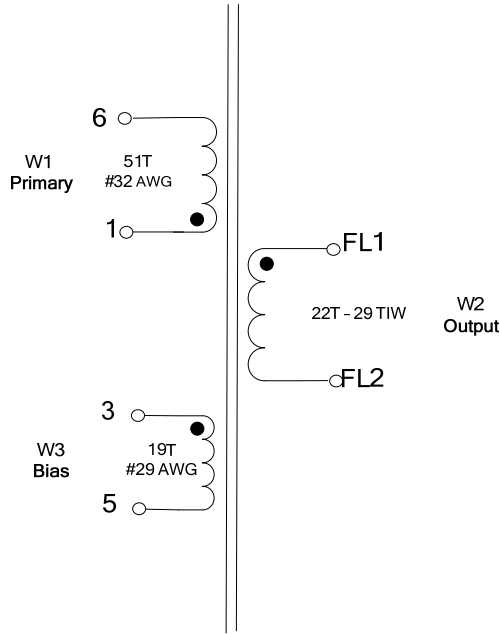 6
W1
Primary
51T
#32 AWG
1
FL1
22T - 29 TIW
W2
Output
FL2
3
W3
Bias
19T
#29 AWG
5